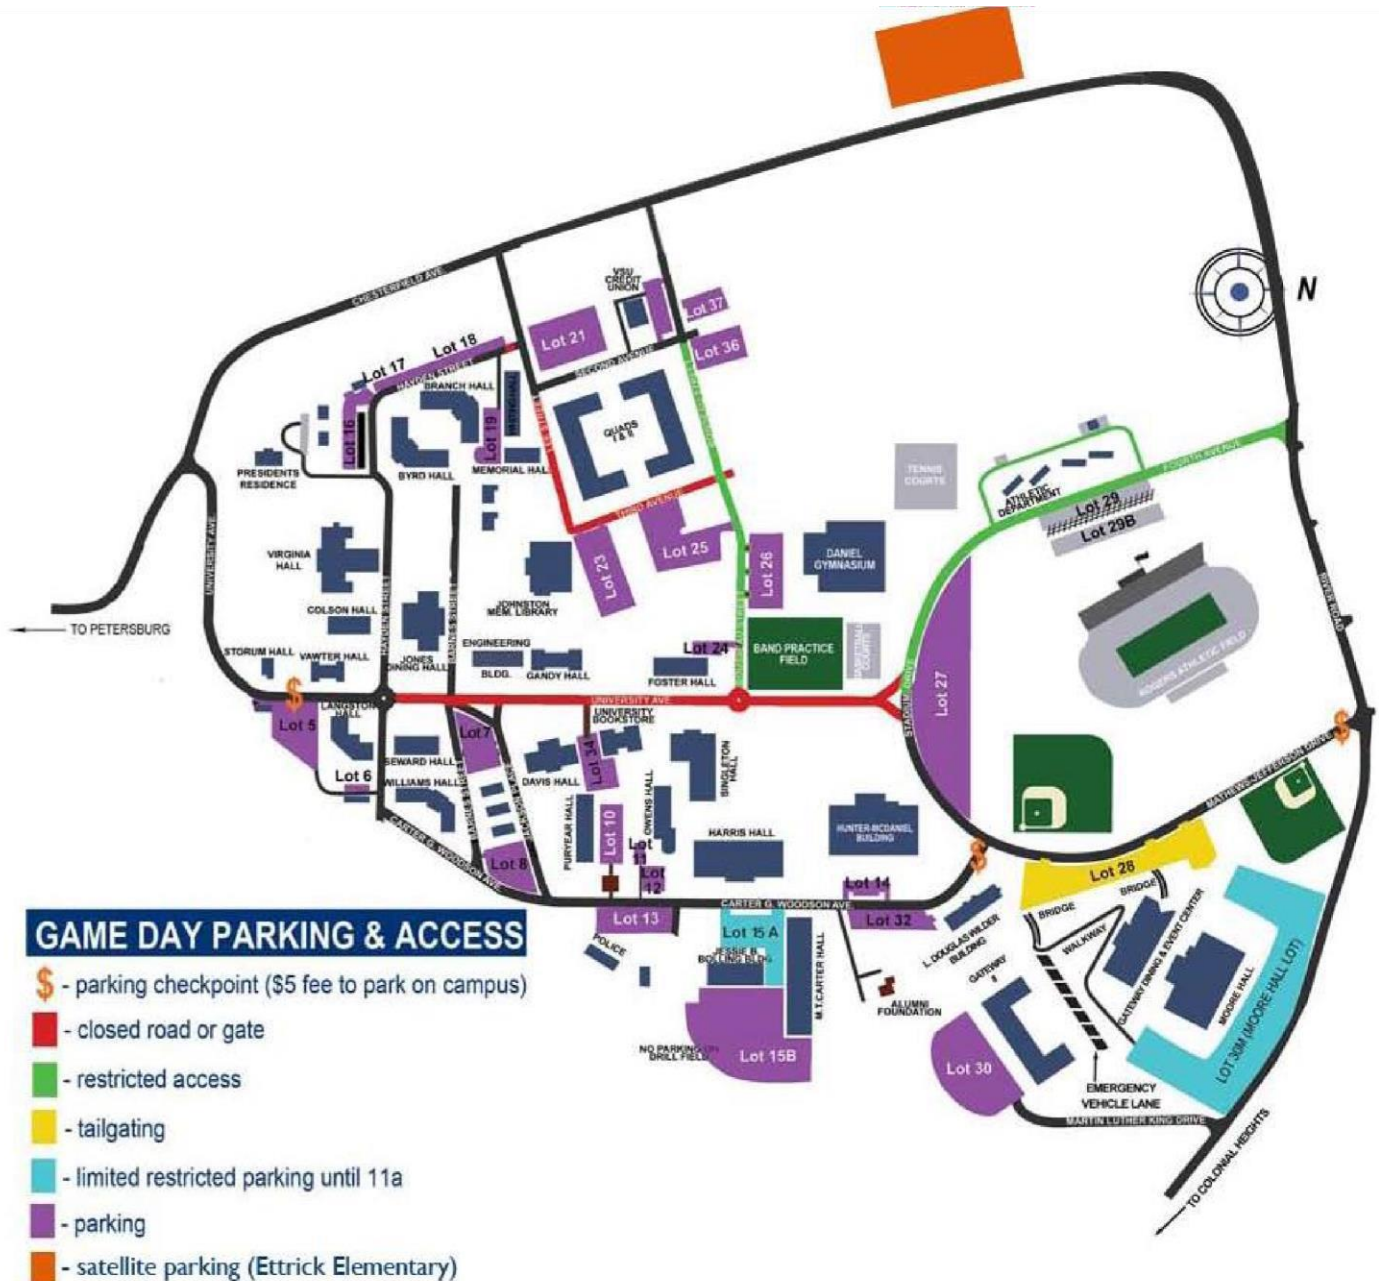 CHESTERFIELD AVE.
VSU
CREDIT
UNION
Lot 37
Lot 21
Lot 36
SECOND AVENUE
Lot 18
Lot 17
HAYDEN STREET
BRANCH HALL
QUADS
I & II
Lot 16
Lot 19
BYRD HALL
MEMORIAL HALL
PRESIDENTS
RESIDENCE
N
TENNIS
COURTS
FOURTH AVENUE
ATHLETIC
DEPARTMENT
Lot 29
Lot 29B
THIRD AVENUE
UNIVERSITY AVE.
VIRGINIA
HALL
Lot 23
Lot 25
Lot 26
DANIEL
GYMNASIUM
HAYDEN STREET
BARNES STREET
JOHNSTON
MEM. LIBRARY
COLSON HALL
TO PETERSBURG
RIVER ROAD
ROGERS ATHLETIC FIELD
STORUM HALL
VAWTER HALL
JONES
DINING HALL
ENGINEERING
BLDG.
GANDY HALL
FOSTER HALL
Lot 24
BAND PRACTICE
FIELD
BASKETBALL
COURTS
Lot 27
STADIUM DRIVE
$
UNIVERSITY AVE.
LANGSTON
HALL
Lot 5
Lot 7
UNIVERSITY
BOOKSTORE
Lot 34
SEWARD HALL
DAVIS HALL
SINGLETON
HALL
Lot 6
WILLIAMS HALL
BARNES STREET
$
MATHEWS-JEFFERSON DRIVE
PURYEAR HALL
Lot 10
OWENS HALL
HARRIS HALL
HUNTER-MCDANIEL
BUILDING
CARTER G. WOODSON AVE.
Lot 8
Lot 11
Lot 12
$
Lot 28
Lot 14
CARTER G. WOODSON AVE.
Lot 13
Lot 32
Lot 15 A
POLICE
JESSIE B.
BOLLING BLDG.
M.T.CARTER HALL
L. DOUGLAS WILDER
BUILDING
BRIDGE
BRIDGE
WALKWAY
GATEWAY DINING & EVENT CENTER
GATEWAY
II
MOORE HALL
LOT 30M (MOORE HALL LOT)
ALUMNI
FOUNDATION
NO PARKING ON
DRILL FIELD
Lot 15B
Lot 30
EMERGENCY
VEHICLE LANE
MARTIN LUTHER KING DRIVE
TO COLONIAL HEIGHTS
GAME DAY PARKING & ACCESS
$ - parking checkpoint ($5 fee to park on campus)
- closed road or gate
- restricted access
- tailgating
- limited restricted parking until 11a
- parking
- satellite parking (Ettrick Elementary)